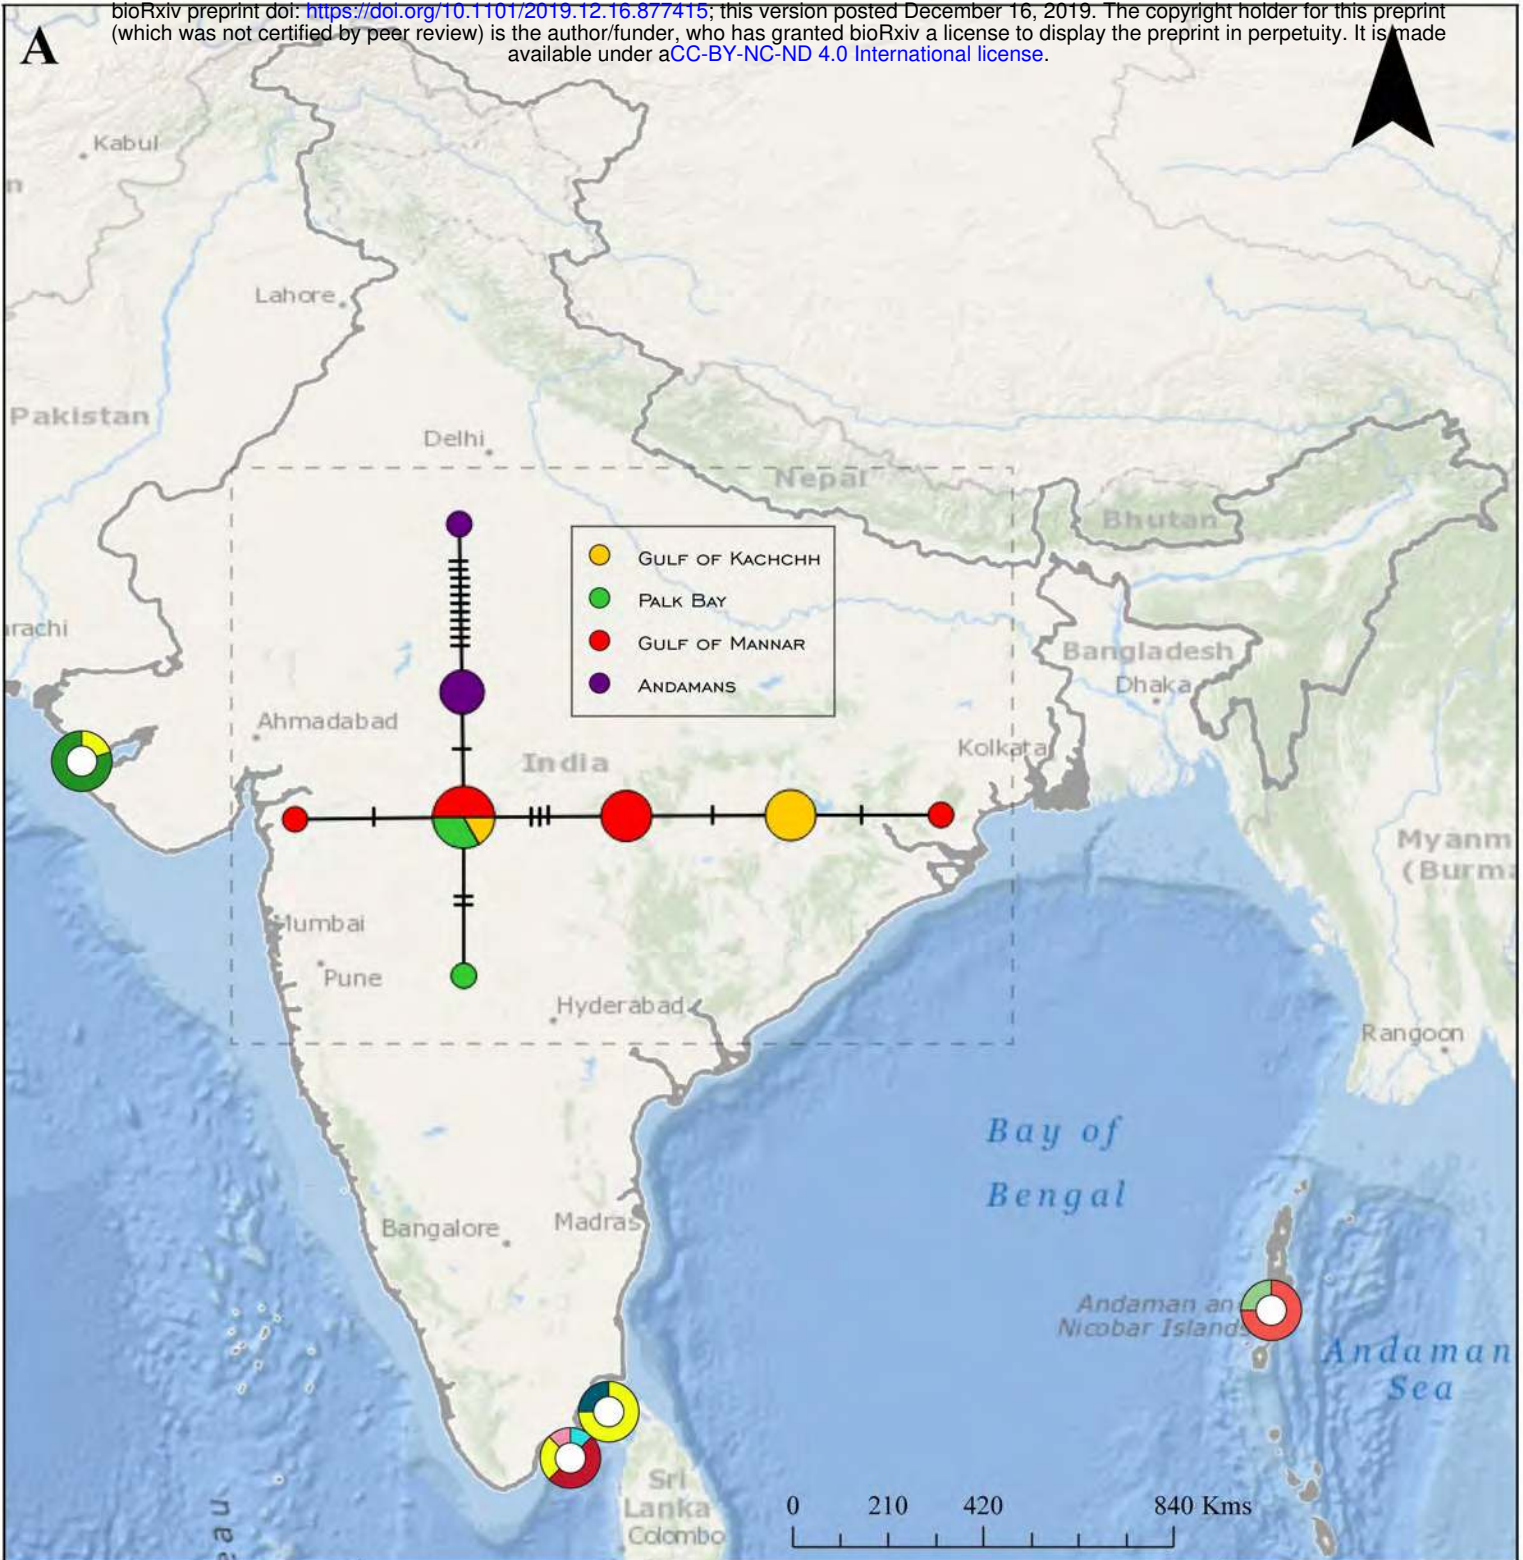 bioRxiv preprint doi: https://doi.org/10.1101/2019.12.16.877415; this version posted December 16, 2019. The copyright holder for this preprint
(which was not certified by peer review) is the author/funder, who has granted bioRxiv a license to display the preprint in perpetuity. It is made
available under aCC-BY-NC-ND 4.0 International license.
A
Kabul
n
Lahore
Pakistan
Delhi
Nepal
Bhutan
GULF OF KACHCHH
PALK BAY
GULF OF MANNAR
ANDAMANS
arachi
Bangladesh
Dhaka
Ahmadabad
India
Kolkata
Myanm
(Burma
Mumbai
Pune
Hyderabad
Rangoon
Bay of
Bengal
Bangalore
Madras
Andaman an
Nicobar Islands
Andaman
Sea
Sri
Lanka
Colombo
0 210 420 840 Kms